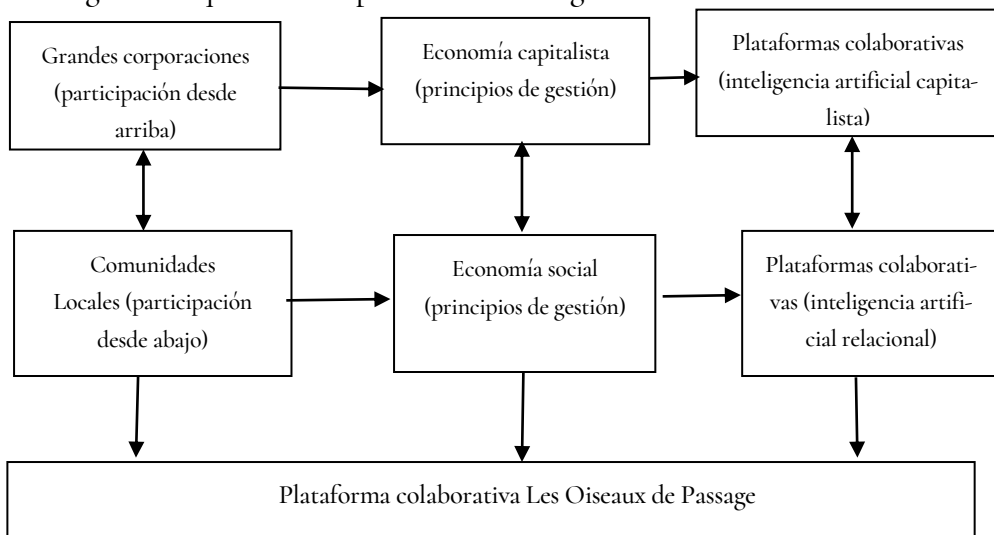 Grandes corporaciones
(participación desde
arriba)
Economía capitalista
(principios de gestión)
Plataformas colaborativas
(inteligencia artificial capita-
lista)
Comunidades
Locales (participación
desde abajo)
Economía social
(principios de gestión)
Plataformas colaborati-
vas (inteligencia artifi-
cial relacional)
Plataforma colaborativa Les Oiseaux de Passage